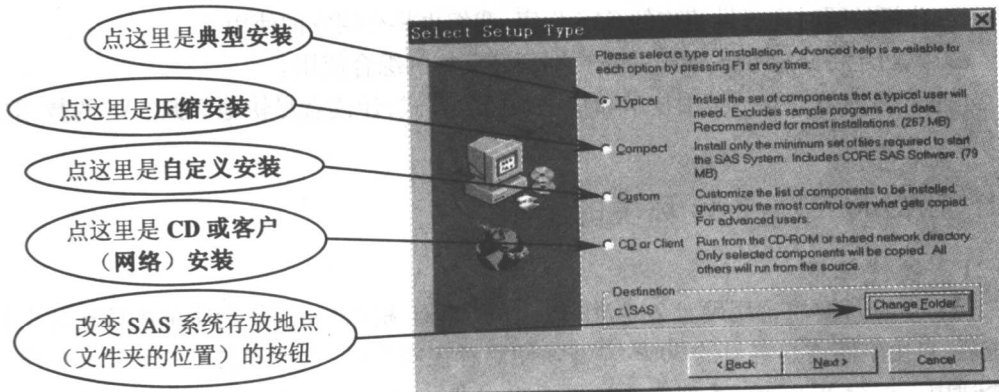 点这里是典型安装
点这里是压缩安装
点这里是自定义安装
点这里是 CD 或客户
（网络）安装
改变 SAS 系统存放地点
（文件夹的位置）的按钮
Select Setup Type
Please select a type of installation. Advanced help is available for
each option by pressing F1 at any time:
Typical
Install the set of components that a typical user will
need. Excludes sample programs and data.
Recommended for most installations. (267 MB)
Compact
Install only the minimum set of files required to start
the SAS System. Includes CORE SAS Software. (79
MB)
Custom
Customize the list of components to be installed,
giving you the most control over what gets copied.
For advanced users.
CD or Client
Run from the CD-ROM or shared network directory.
Only selected components will be copied. All
others will run from the source.
Destination
c:\SAS
Change Folder...
< Back
Next >
Cancel